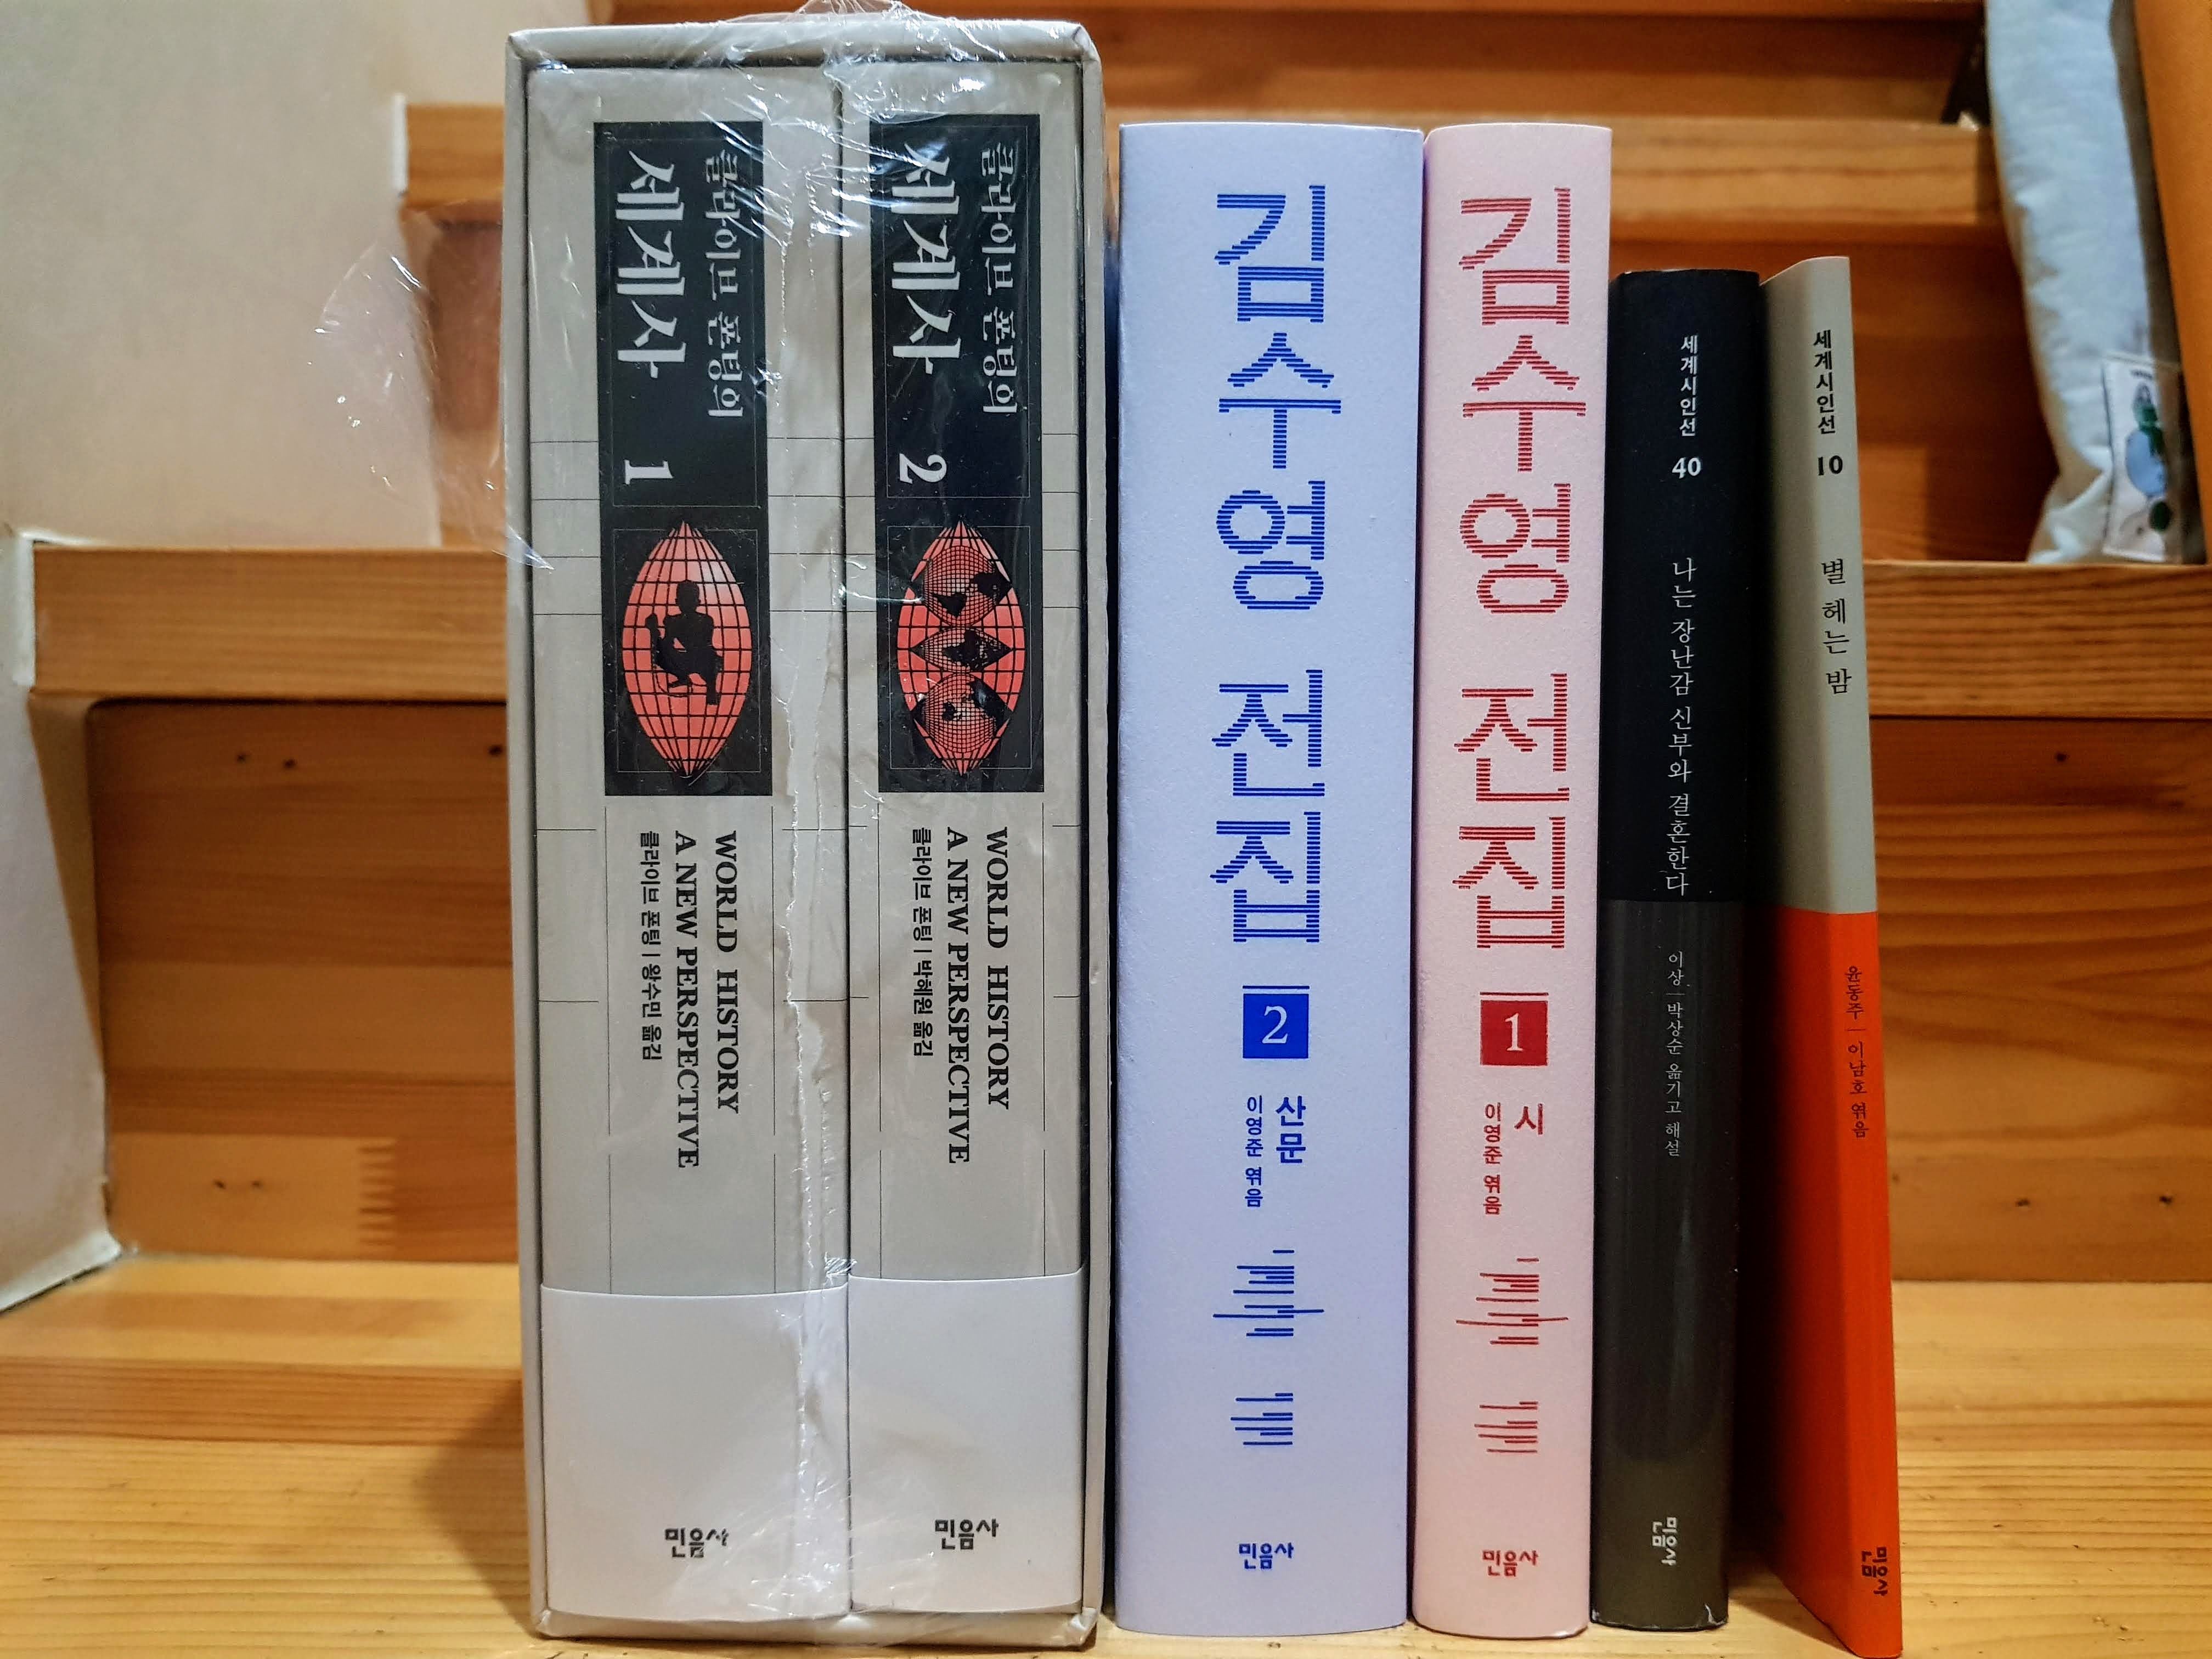 클라이브 폰팅의
세계사 1
WORLD HISTORY
A NEW PERSPECTIVE
클라이브 폰팅 | 왕수민 옮김
민음사
클라이브 폰팅의
세계사 2
WORLD HISTORY
A NEW PERSPECTIVE
클라이브 폰팅 | 박혜원 옮김
민음사
김수영 전집
2
산문
이영준 엮음
민음사
김수영 전집
1
시
이영준 엮음
민음사
세계시인선 40
나는 장난감 신부와 결혼한다
이상 | 박상순 옮기고 해설
민음사
세계시인선 10
별 헤는 밤
윤동주 | 이남호 엮음
민음사